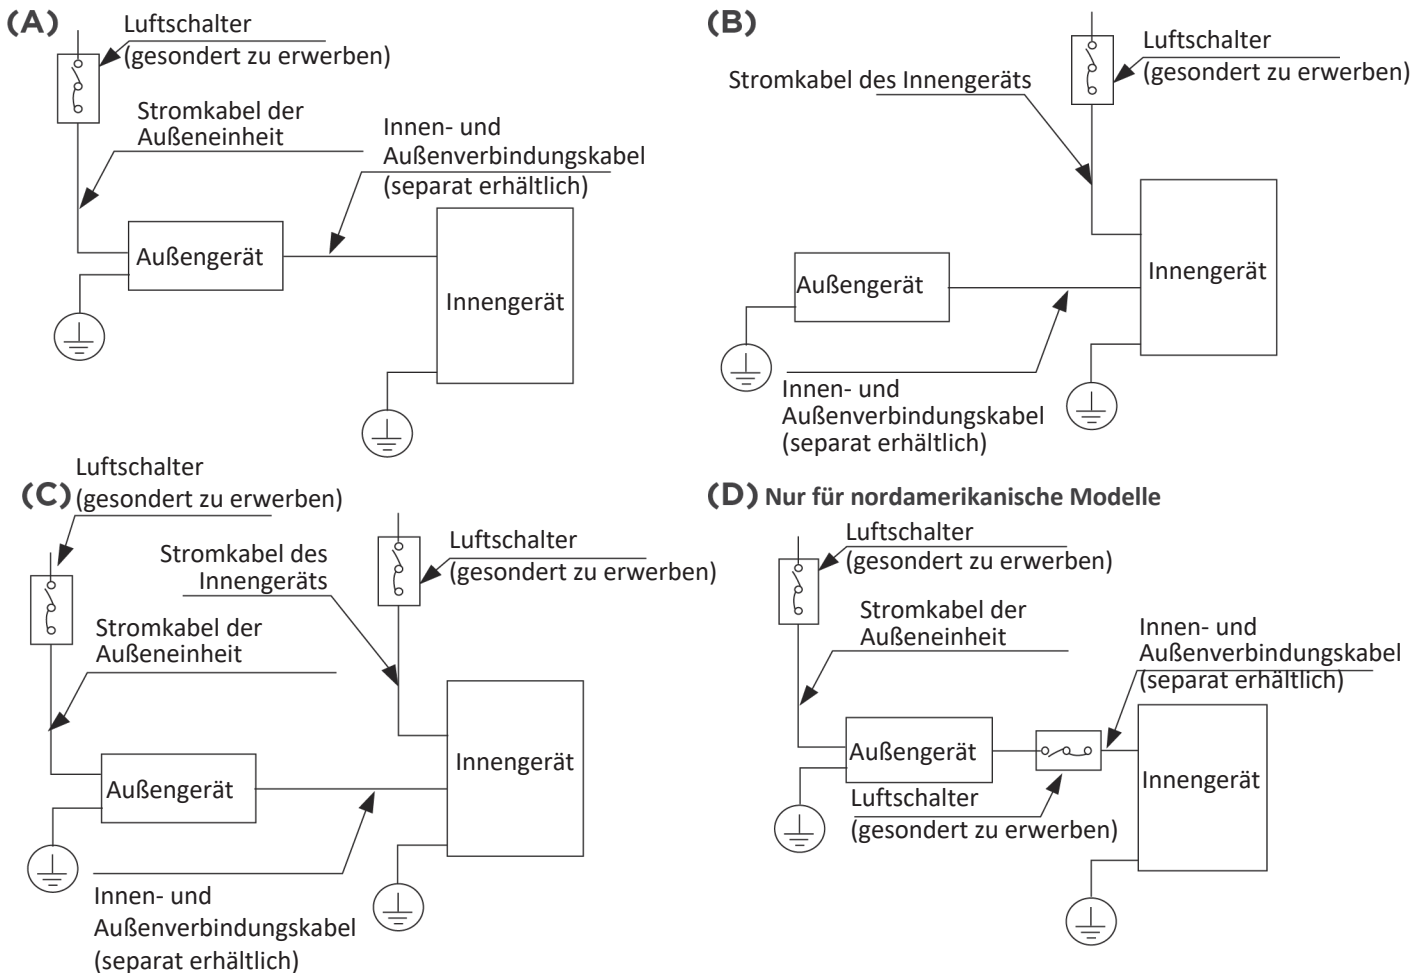 (A)
Luftschalter
(gesondert zu erwerben)
Stromkabel der
Außeneinheit
Innen- und
Außenverbindungskabel
(separat erhältlich)
Außengerät
Innengerät
(B)
Luftschalter
(gesondert zu erwerben)
Stromkabel des Innengeräts
Außengerät
Innengerät
Innen- und
Außenverbindungskabel
(separat erhältlich)
(C)
Luftschalter
(gesondert zu erwerben)
Stromkabel des
Innengeräts
Luftschalter
(gesondert zu erwerben)
Stromkabel der
Außeneinheit
Außengerät
Innengerät
Innen- und
Außenverbindungskabel
(separat erhältlich)
(D) Nur für nordamerikanische Modelle
Luftschalter
(gesondert zu erwerben)
Stromkabel der
Außeneinheit
Innen- und
Außenverbindungskabel
(separat erhältlich)
Außengerät
Innengerät
Luftschalter
(gesondert zu erwerben)